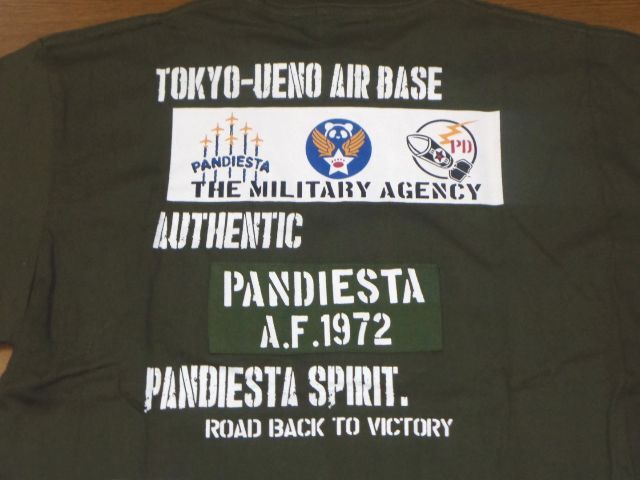 TOKYO-UENO AIR BASE
PANDIESTA
PD
THE MILITARY AGENCY
AUTHENTIC
PANDIESTA
A.F.1972
PANDIESTA SPIRIT.
ROAD BACK TO VICTORY